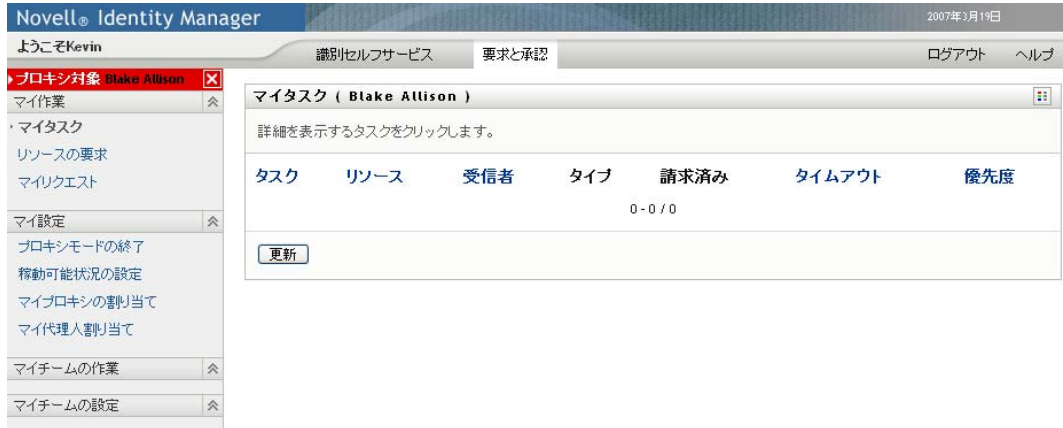 Novell® Identity Manager
2007年3月19日
ようこそKevin
識別セルフサービス
要求と承認
ログアウト
ヘルプ
プロキシ対象 Blake Allison
マイ作業
マイタスク
リソースの要求
マイリクエスト
マイ設定
プロキシモードの終了
稼動可能状況の設定
マイプロキシの割り当て
マイ代理人割り当て
マイチームの作業
マイチームの設定
マイタスク ( Blake Allison )
詳細を表示するタスクをクリックします。
タスク リソース 受信者 タイプ 請求済み タイムアウト 優先度
0 - 0 / 0
更新